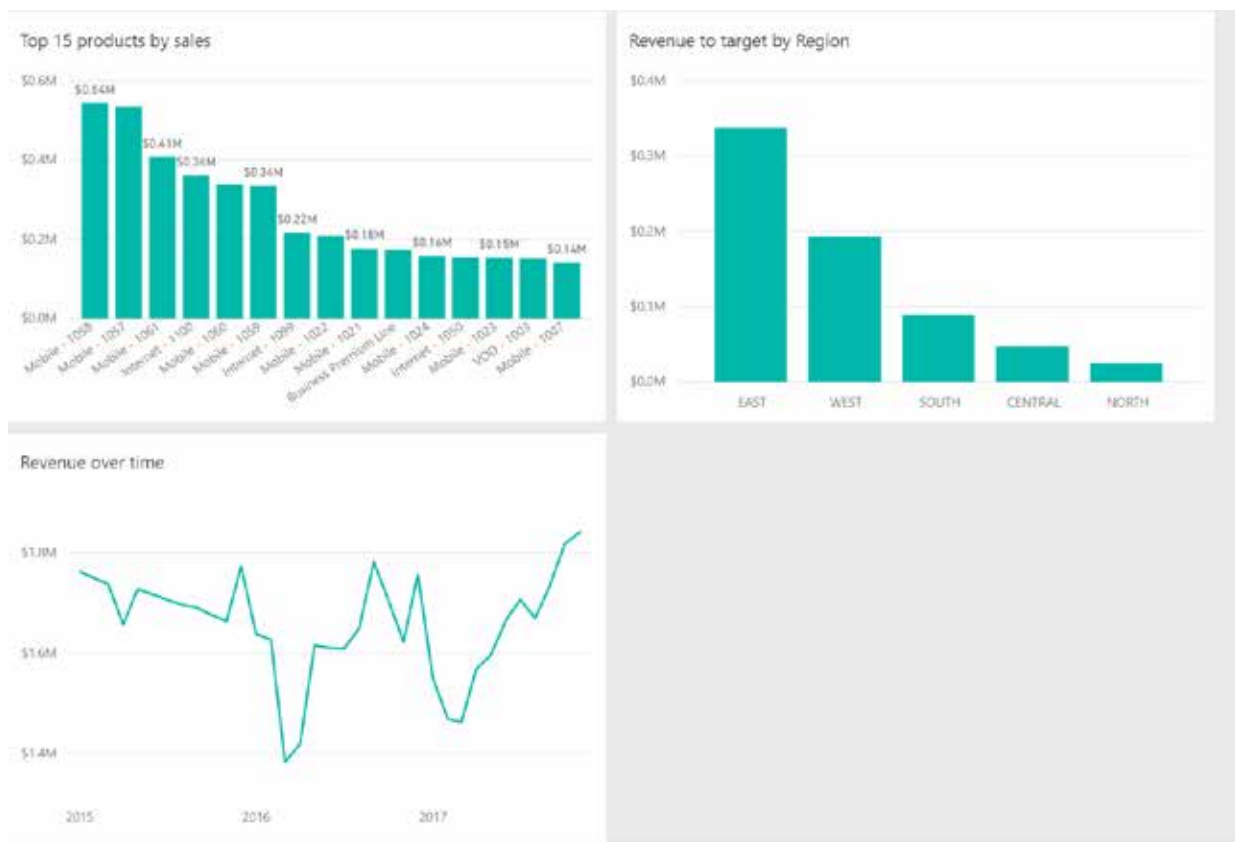 Top 15 products by sales
$0.6M
$0.54M
$0.41M
$0.4M
$0.36M
$0.34M
$0.22M
$0.2M
$0.18M
$0.16M
$0.15M
$0.14M
$0.0M
Mobile - 1058
Mobile - 1057
Mobile - 1061
Internet - 1100
Mobile - 1060
Mobile - 1059
Internet - 1099
Mobile - 1022
Mobile - 1021
Business Premium Line
Mobile - 1024
Internet - 1050
Mobile - 1023
VOD - 1003
Mobile - 1007
Revenue to target by Region
$0.4M
$0.3M
$0.2M
$0.1M
$0.0M
EAST WEST SOUTH CENTRAL NORTH
Revenue over time
$1.8M
$1.6M
$1.4M
2015 2016 2017